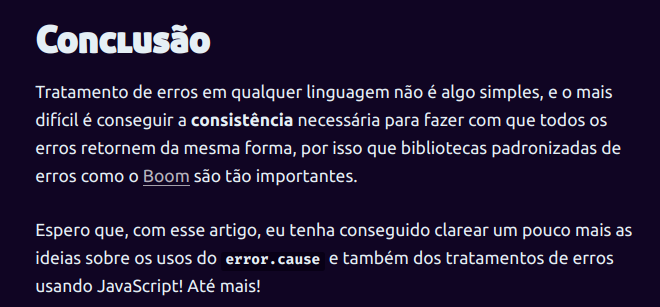 Conclusão
Tratamento de erros em qualquer linguagem não é algo simples, e o mais
difícil é conseguir a consistência necessária para fazer com que todos os
erros retornem da mesma forma, por isso que bibliotecas padronizadas de
erros como o Boom são tão importantes.
Espero que, com esse artigo, eu tenha conseguido clarear um pouco mais as
ideias sobre os usos do error.cause e também dos tratamentos de erros
usando JavaScript! Até mais!